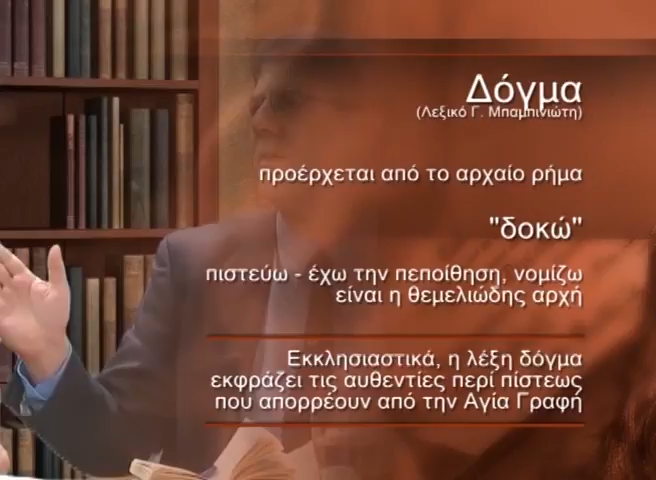 Δόγμα
(Λεξικό Γ. Μπαμπινιώτη)
προέρχεται από το αρχαίο ρήμα
"δοκώ"
πιστεύω - έχω την πεποίθηση, νομίζω
είναι η θεμελιώδης αρχή
Εκκλησιαστικά, η λέξη δόγμα
εκφράζει τις αυθεντίες περί πίστεως
που απορρέουν από την Αγία Γραφή